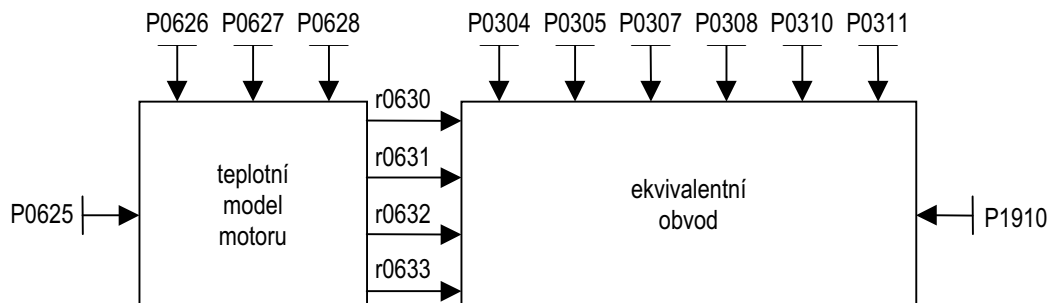 P0626 P0627 P0628 P0304 P0305 P0307 P0308 P0310 P0311
r0630
r0631
teplotní
model
motoru
ekvivalentní
obvod
P0625
r0632
P1910
r0633